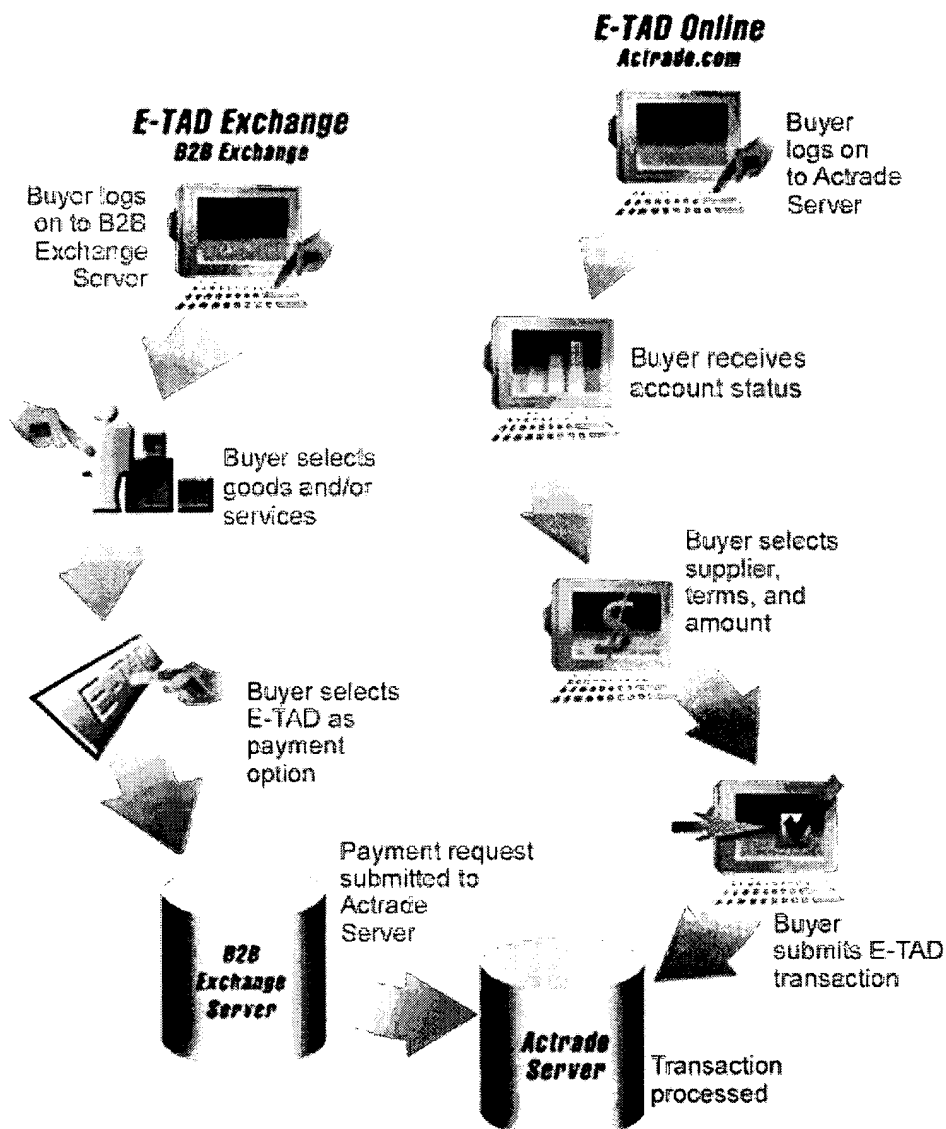 E-TAD Online
Actrade.com
E-TAD Exchange
B2B Exchange
Buyer
logs on
to Actrade
Server
Buyer logs
on to B2B
Exchange
Server
Buyer receives
account status
Buyer selects
goods and/or
services
Buyer selects
supplier,
terms, and
amount
Buyer selects
E-TAD as
payment
option
Payment request
submitted to
Actrade
Server
Buyer
submits E-TAD
transaction
B2B
Exchange
Server
Actrade
Server
Transaction
processed